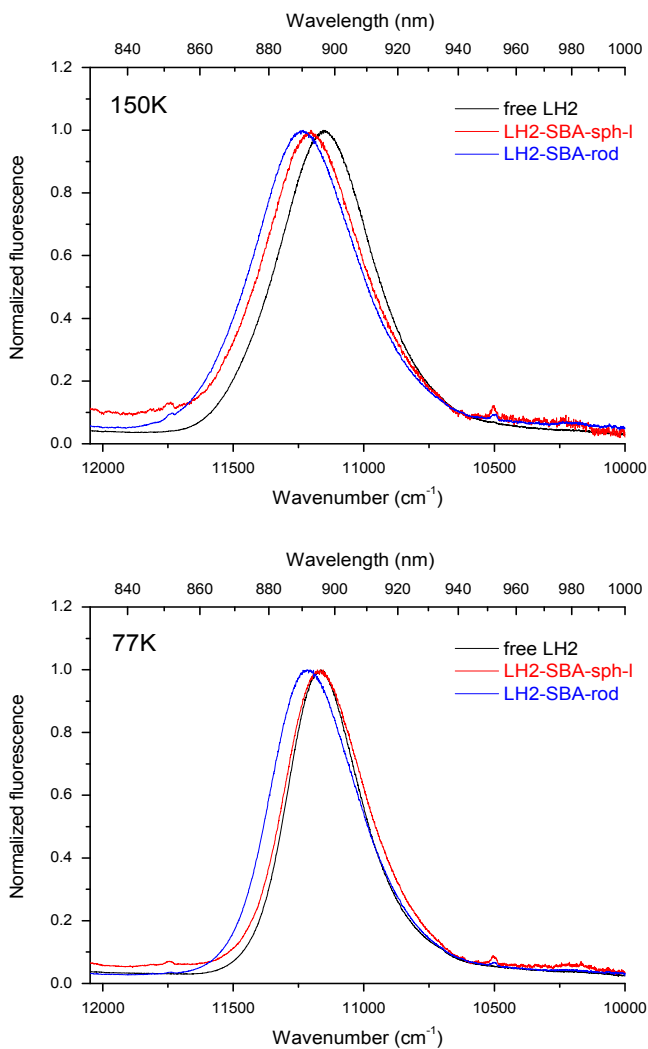 Wavelength (nm)
840 860 880 900 920 940 960 980 1000
1.2
1.0
0.8
0.6
0.4
0.2
0.0
Normalized fluorescence
150K
free LH2
LH2-SBA-sph-l
LH2-SBA-rod
12000 11500 11000 10500 10000
Wavenumber (cm⁻¹)
Wavelength (nm)
840 860 880 900 920 940 960 980 1000
1.2
1.0
0.8
0.6
0.4
0.2
0.0
Normalized fluorescence
77K
free LH2
LH2-SBA-sph-l
LH2-SBA-rod
12000 11500 11000 10500 10000
Wavenumber (cm⁻¹)